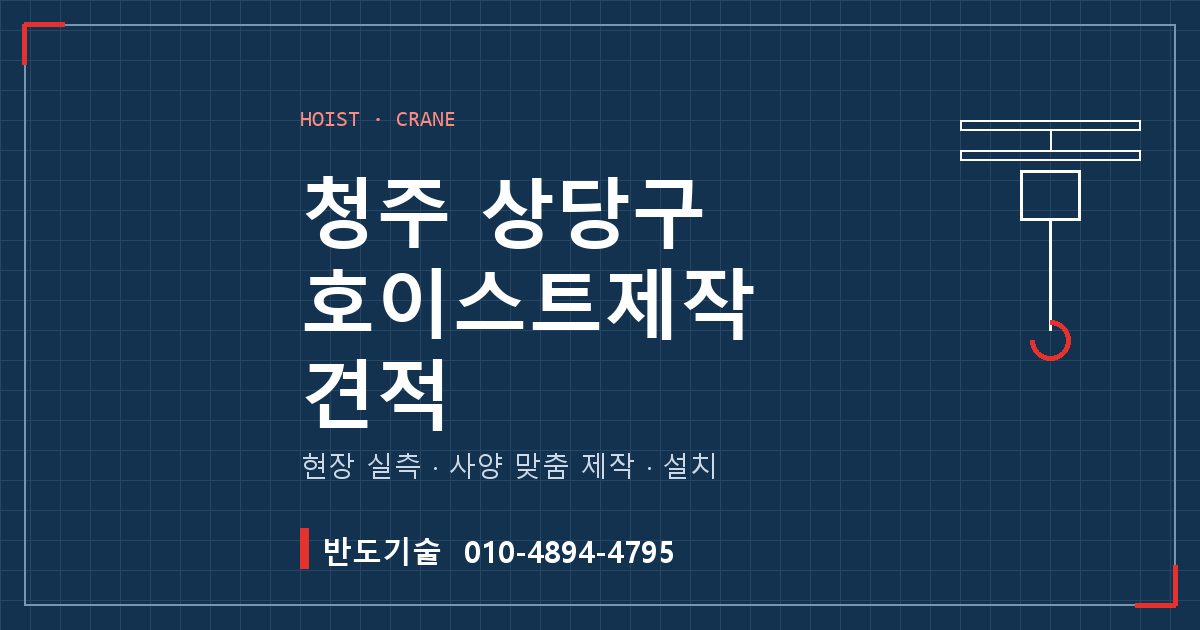 HOIST · CRANE
청주 상당구
호이스트제작
견적
현장 실측 · 사양 맞춤 제작 · 설치
반도기술 010-4894-4795